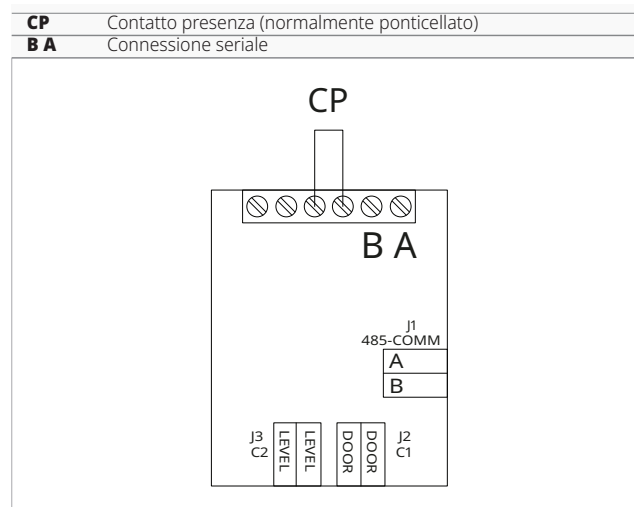 CP Contatto presenza (normalmente ponticellato)
B A Connessione seriale
CP
B A
J1
485-COMM
A
B
J3
C2
LEVEL
LEVEL
DOOR
DOOR
J2
C1